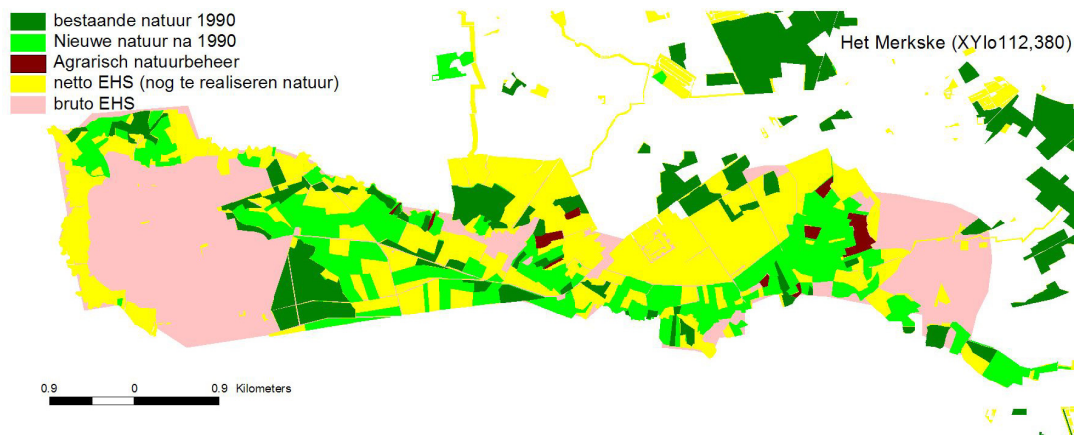 bestaande natuur 1990
Nieuwe natuur na 1990
Agrarisch natuurbeheer
netto EHS (nog te realiseren natuur)
bruto EHS
Het Merkske (XYlo112,380)
0.9 0 0.9 Kilometers